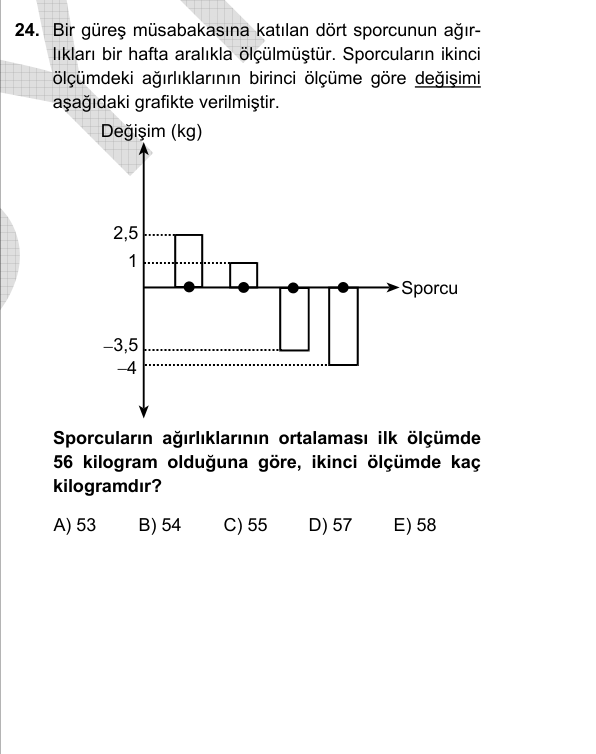 24. Bir güreş müsabakasına katılan dört sporcunun ağır-
lıkları bir hafta aralıkla ölçülmüştür. Sporcuların ikinci
ölçümdeki ağırlıklarının birinci ölçüme göre değişimi
aşağıdaki grafikte verilmiştir.
Değişim (kg)
2,5
1
Sporcu
–3,5
–4
Sporcuların ağırlıklarının ortalaması ilk ölçümde
56 kilogram olduğuna göre, ikinci ölçümde kaç
kilogramdır?
A) 53 B) 54 C) 55 D) 57 E) 58